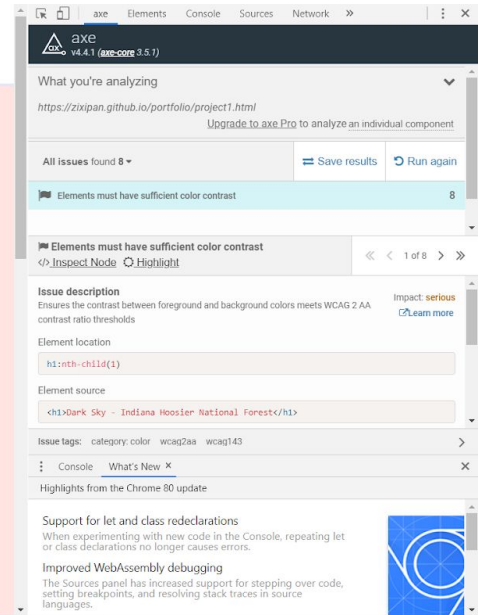 axe Elements Console Sources Network »
axe
v4.4.1 (axe-core 3.5.1)
What you're analyzing
https://zixipan.github.io/portfolio/project1.html
Upgrade to axe Pro to analyze an individual component
All issues found 8
Save results
Run again
Elements must have sufficient color contrast 8
Elements must have sufficient color contrast
</> Inspect Node Highlight
1 of 8
Issue description
Ensures the contrast between foreground and background colors meets WCAG 2 AA
contrast ratio thresholds
Impact: serious
Learn more
Element location
h1:nth-child(1)
Element source
<h1>Dark Sky - Indiana Hoosier National Forest</h1>
Issue tags: category: color wcag2aa wcag143
Console What's New ×
Highlights from the Chrome 80 update
Support for let and class redeclarations
When experimenting with new code in the Console, repeating let
or class declarations no longer causes errors.
Improved WebAssembly debugging
The Sources panel has increased support for stepping over code,
setting breakpoints, and resolving stack traces in source
languages.